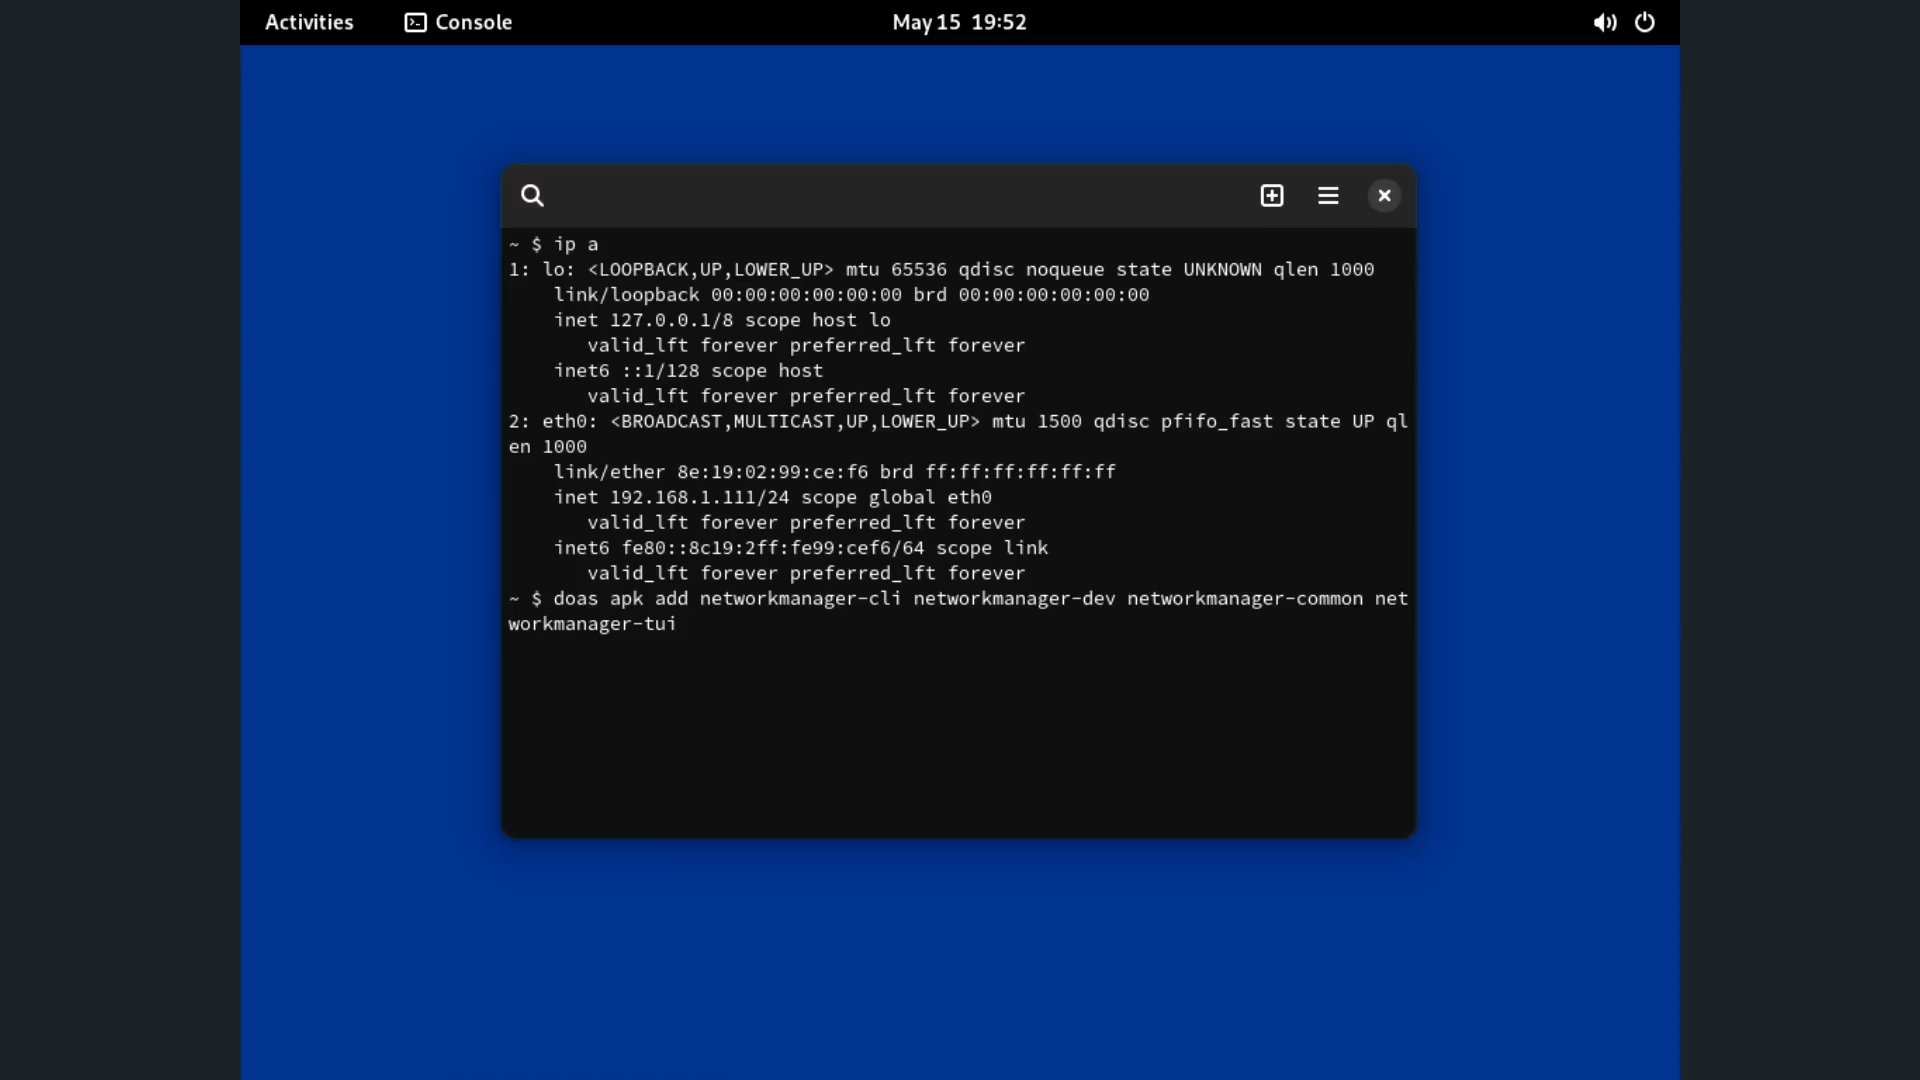 Activities Console May 15 19:52
~ $ ip a
1: lo: <LOOPBACK,UP,LOWER_UP> mtu 65536 qdisc noqueue state UNKNOWN qlen 1000
    link/loopback 00:00:00:00:00:00 brd 00:00:00:00:00:00
    inet 127.0.0.1/8 scope host lo
       valid_lft forever preferred_lft forever
    inet6 ::1/128 scope host
       valid_lft forever preferred_lft forever
2: eth0: <BROADCAST,MULTICAST,UP,LOWER_UP> mtu 1500 qdisc pfifo_fast state UP ql
en 1000
    link/ether 8e:19:02:99:ce:f6 brd ff:ff:ff:ff:ff:ff
    inet 192.168.1.111/24 scope global eth0
       valid_lft forever preferred_lft forever
    inet6 fe80::8c19:2ff:fe99:cef6/64 scope link
       valid_lft forever preferred_lft forever
~ $ doas apk add networkmanager-cli networkmanager-dev networkmanager-common net
workmanager-tui